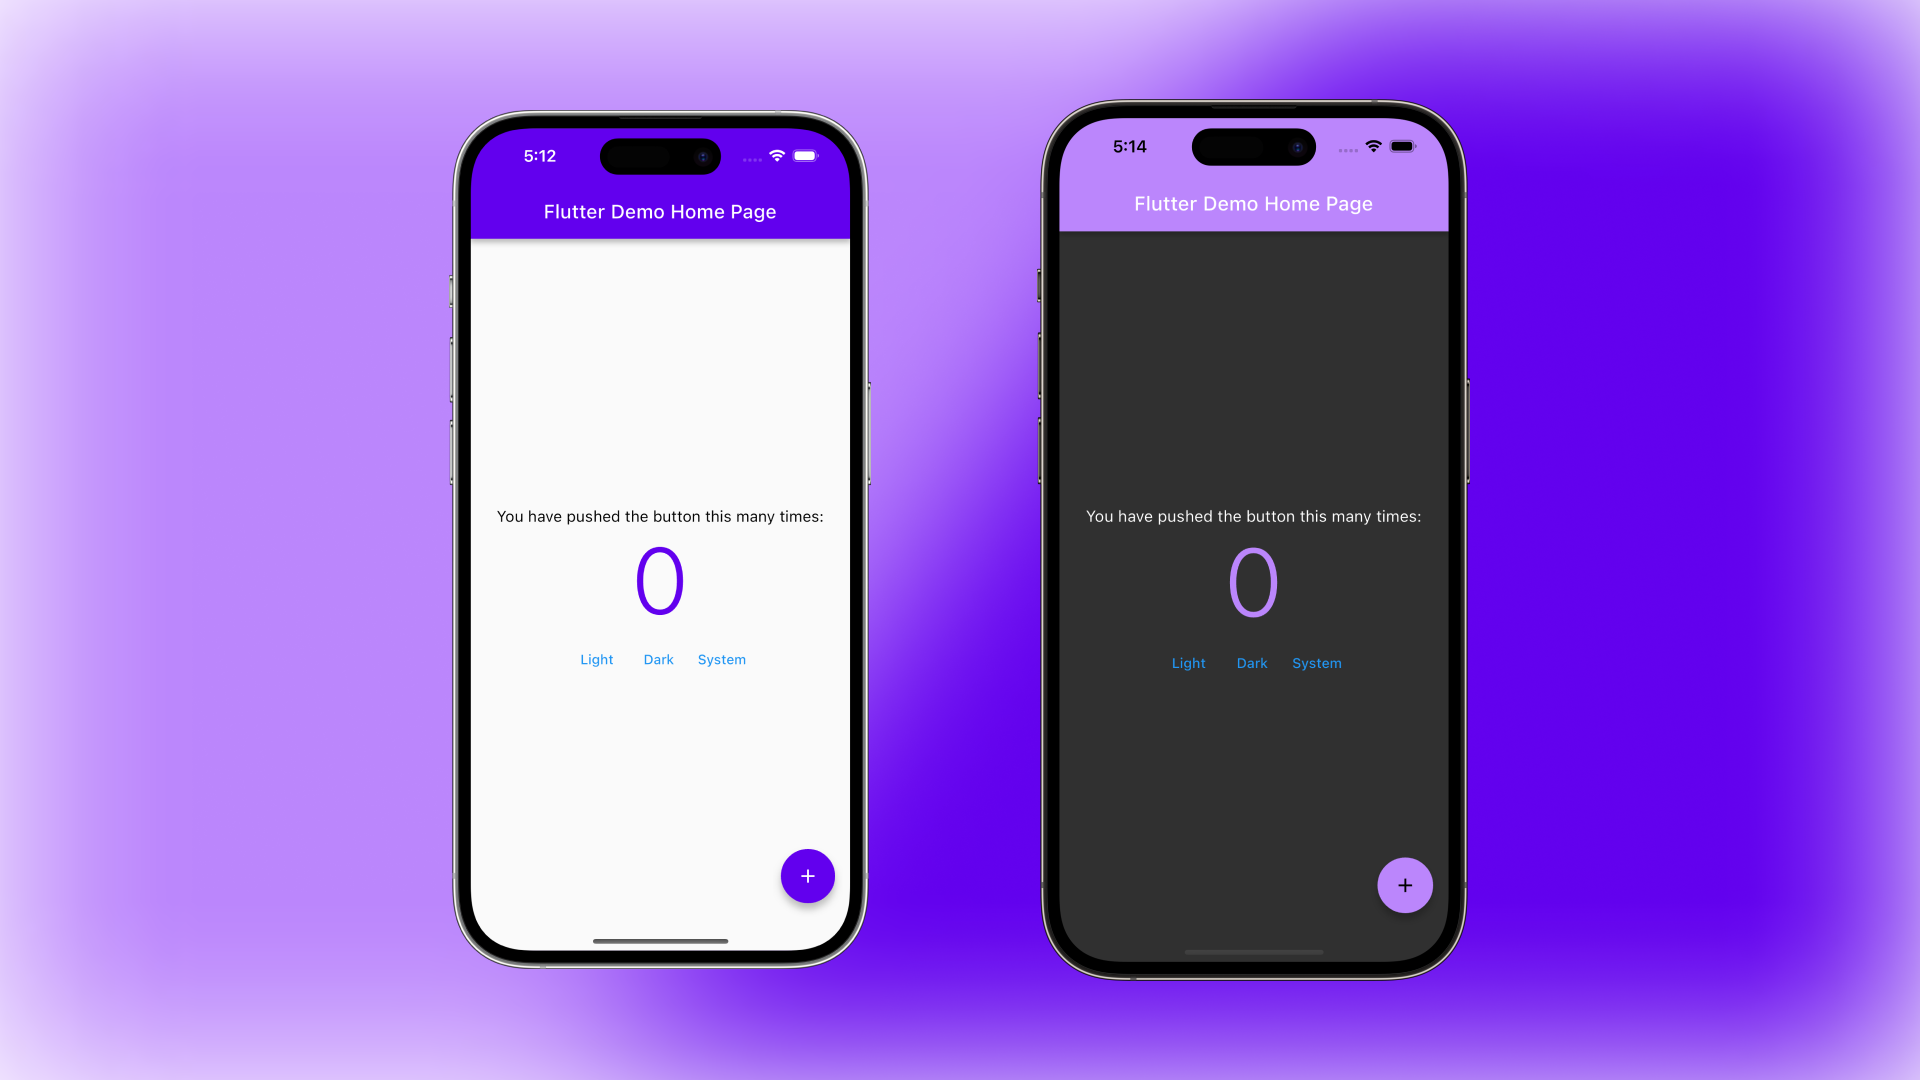 5:12
Flutter Demo Home Page
You have pushed the button this many times:
0
Light Dark System
+
5:14
Flutter Demo Home Page
You have pushed the button this many times:
0
Light Dark System
+